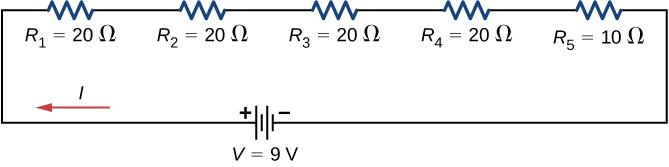 R₁ = 20 Ω R₂ = 20 Ω R₃ = 20 Ω R₄ = 20 Ω R₅ = 10 Ω
I
+ −
V = 9 V